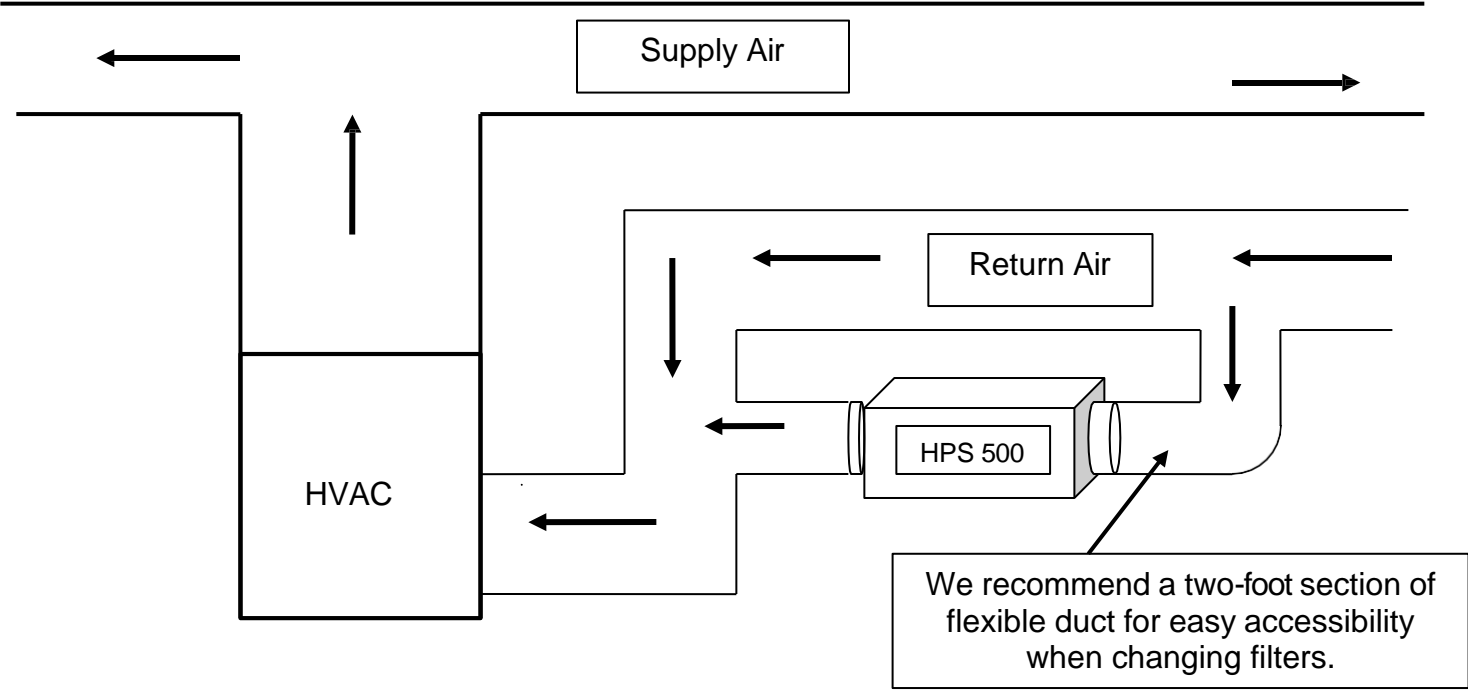 Supply Air
Return Air
HPS 500
HVAC
We recommend a two-foot section of
flexible duct for easy accessibility
when changing filters.